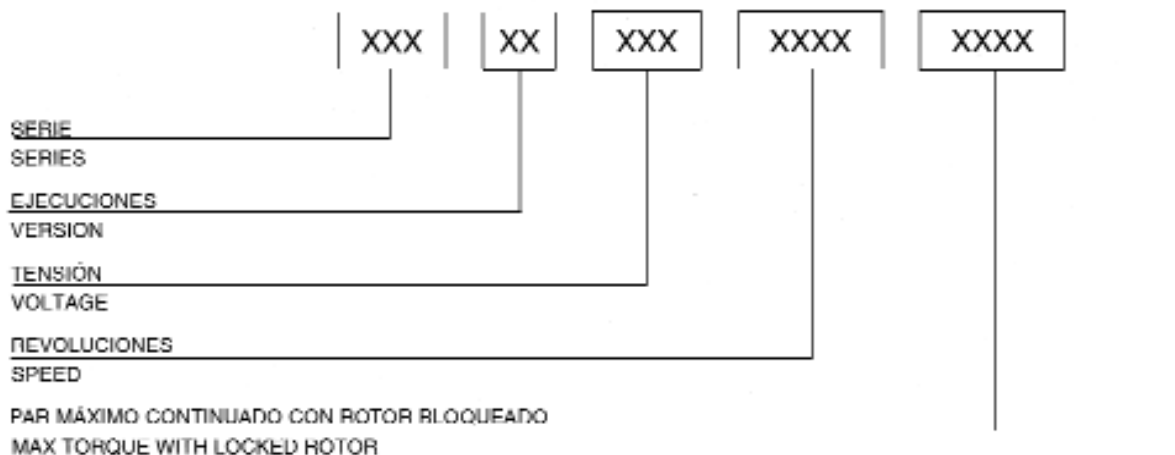 XXX XX XXX XXXX XXXX
SERIE
SERIES
EJECUCIONES
VERSION
TENSIÓN
VOLTAGE
REVOLUCIONES
SPEED
PAR MÁXIMO CONTINUADO CON ROTOR BLOQUEADO
MAX TORQUE WITH LOCKED ROTOR